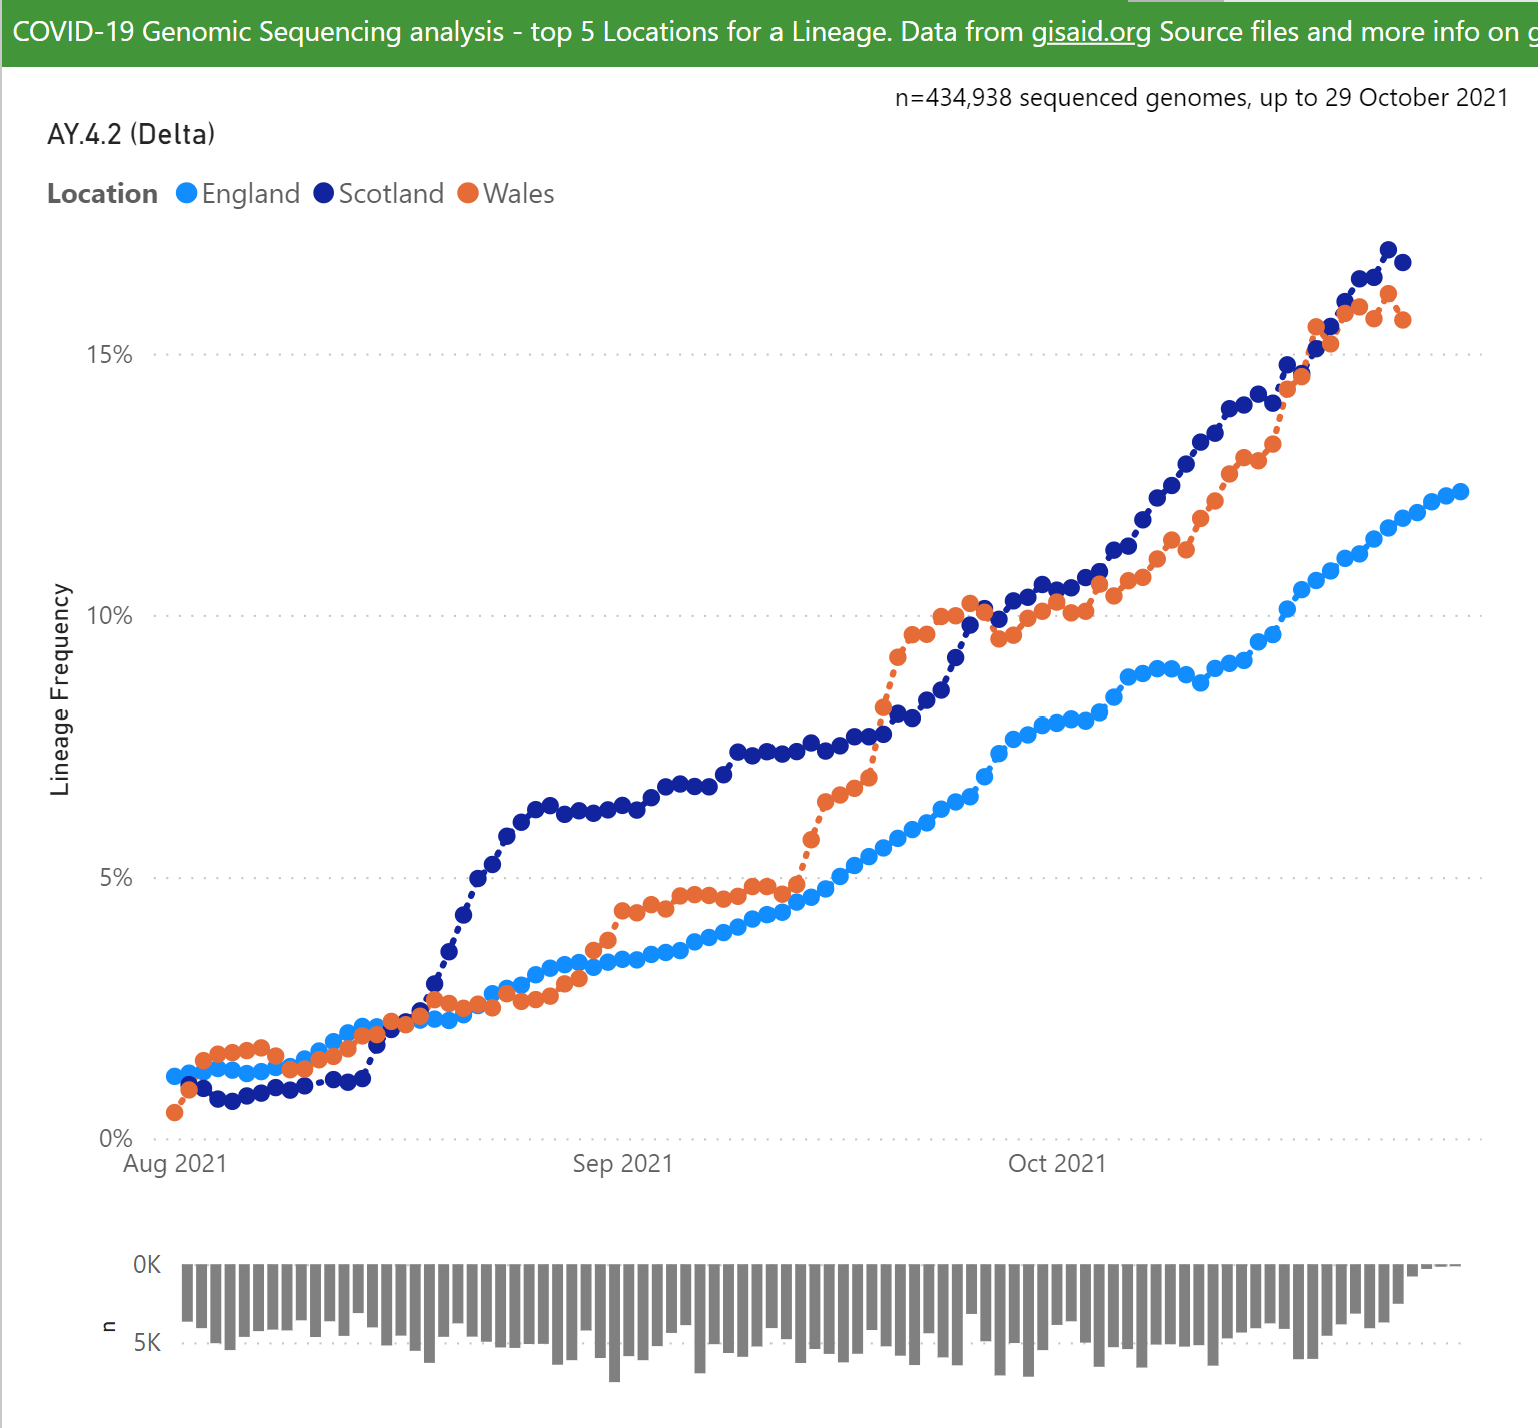 COVID-19 Genomic Sequencing analysis - top 5 Locations for a Lineage. Data from gisaid.org Source files and more info on
n=434,938 sequenced genomes, up to 29 October 2021
AY.4.2 (Delta)
Location England Scotland Wales
15%
10%
5%
0%
Lineage Frequency
Aug 2021 Sep 2021 Oct 2021
0K
5K
n